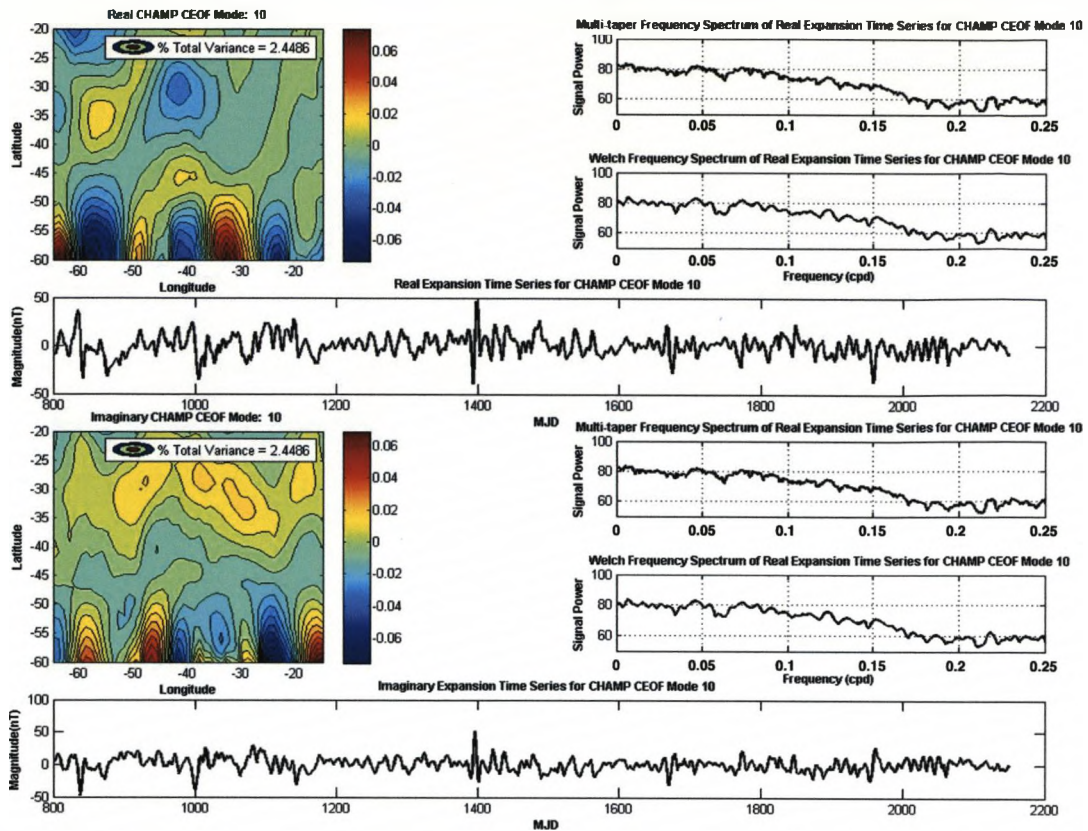 Real CHAMP CEOF Mode: 10
% Total Variance = 2.4486
-20
-25
-30
-35
-40
-45
-50
-55
-60
Latitude
-60 -50 -40 -30 -20
Longitude
0.06
0.04
0.02
0
-0.02
-0.04
-0.06
Multi-taper Frequency Spectrum of Real Expansion Time Series for CHAMP CEOF Mode 10
100
80
60
Signal Power
0 0.05 0.1 0.15 0.2 0.25
Welch Frequency Spectrum of Real Expansion Time Series for CHAMP CEOF Mode 10
100
80
60
Signal Power
0 0.05 0.1 0.15 0.2 0.25
Frequency (cpd)
Real Expansion Time Series for CHAMP CEOF Mode 10
50
0
-50
Magnitude(nT)
800 1000 1200 1400 1600 1800 2000 2200
MJD
Imaginary CHAMP CEOF Mode: 10
% Total Variance = 2.4486
-20
-25
-30
-35
-40
-45
-50
-55
-60
Latitude
-60 -50 -40 -30 -20
Longitude
0.06
0.04
0.02
0
-0.02
-0.04
-0.06
Multi-taper Frequency Spectrum of Real Expansion Time Series for CHAMP CEOF Mode 10
100
80
60
Signal Power
0 0.05 0.1 0.15 0.2 0.25
Welch Frequency Spectrum of Real Expansion Time Series for CHAMP CEOF Mode 10
100
80
60
Signal Power
0 0.05 0.1 0.15 0.2 0.25
Frequency (cpd)
Imaginary Expansion Time Series for CHAMP CEOF Mode 10
100
50
0
-50
Magnitude(nT)
800 1000 1200 1400 1600 1800 2000 2200
MJD